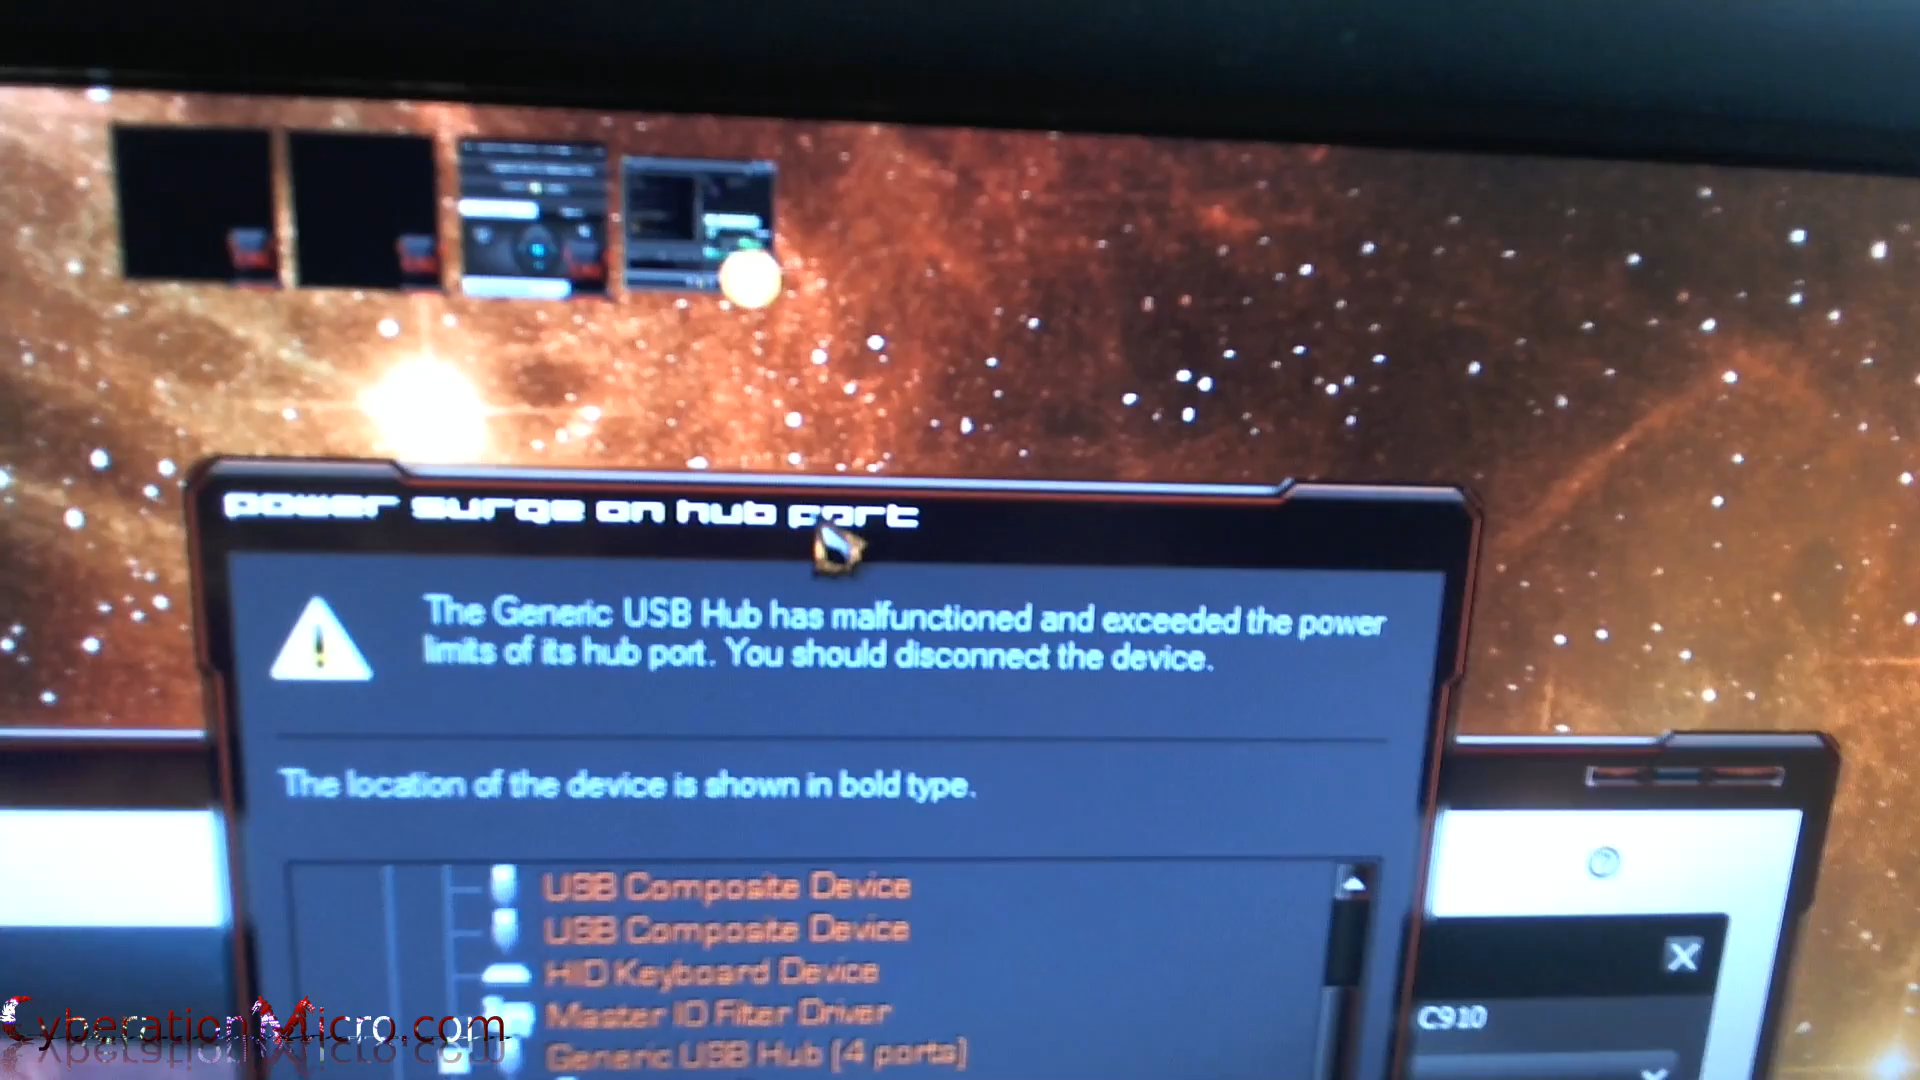 power surge on hub port
The Generic USB Hub has malfunctioned and exceeded the power
limits of its hub port. You should disconnect the device.
The location of the device is shown in bold type.
USB Composite Device
USB Composite Device
HID Keyboard Device
Master IO Filter Driver
Generic USB Hub (4 ports)
C910
CyberationMicro.com